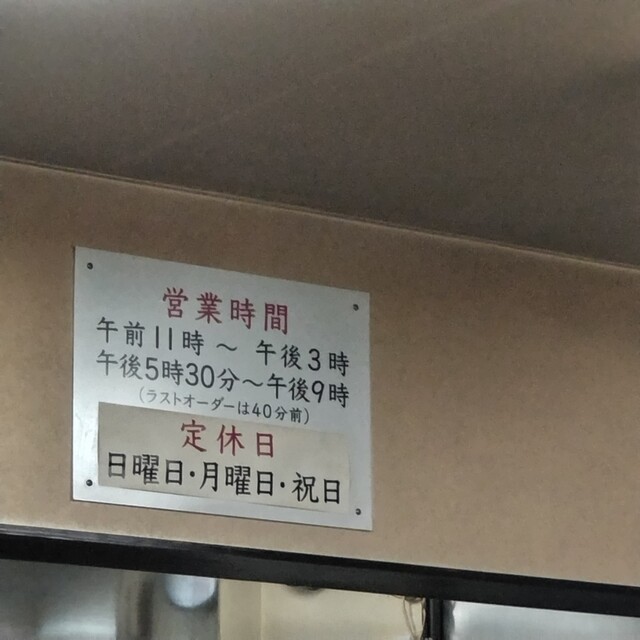 営業時間
午前11時～午後3時
午後5時30分～午後9時
(ラストオーダーは40分前)
定休日
日曜日・月曜日・祝日